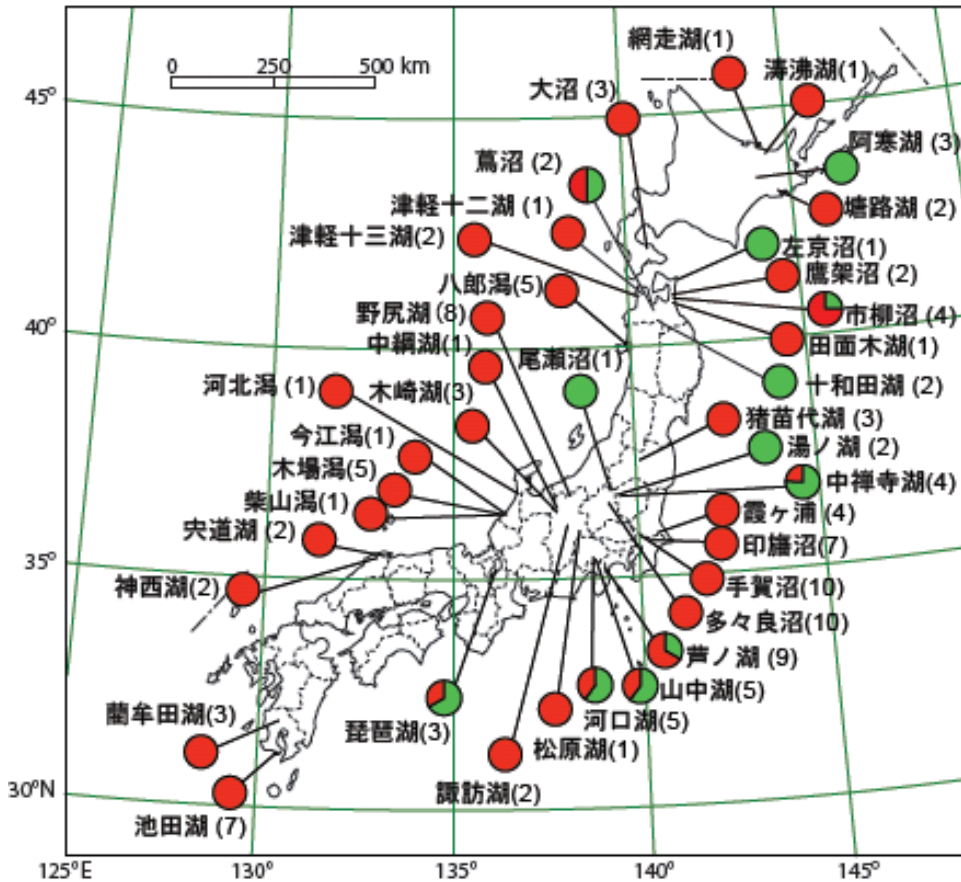 網走湖(1)
0 250 500 km
大沼 (3)
涛沸湖(1)
45°
阿寒湖 (3)
蔦沼 (2)
津軽十二湖 (1)
塘路湖 (2)
津軽十三湖(2)
左京沼(1)
鷹架沼 (2)
八郎潟(5)
野尻湖 (8)
市柳沼 (4)
40°
中綱湖(1)
尾瀬沼(1)
田面木湖(1)
河北潟 (1)
木崎湖(3)
十和田湖 (2)
猪苗代湖 (3)
今江潟(1)
湯ノ湖 (2)
木場潟(5)
中禅寺湖(4)
柴山潟(1)
霞ヶ浦 (4)
宍道湖 (2)
印旛沼(7)
35°
神西湖(2)
手賀沼(10)
多々良沼(10)
芦ノ湖 (9)
山中湖(5)
藺牟田湖(3)
琵琶湖(3)
河口湖(5)
松原湖(1)
30°N
諏訪湖(2)
池田湖 (7)
125°E 130° 135° 140° 145°